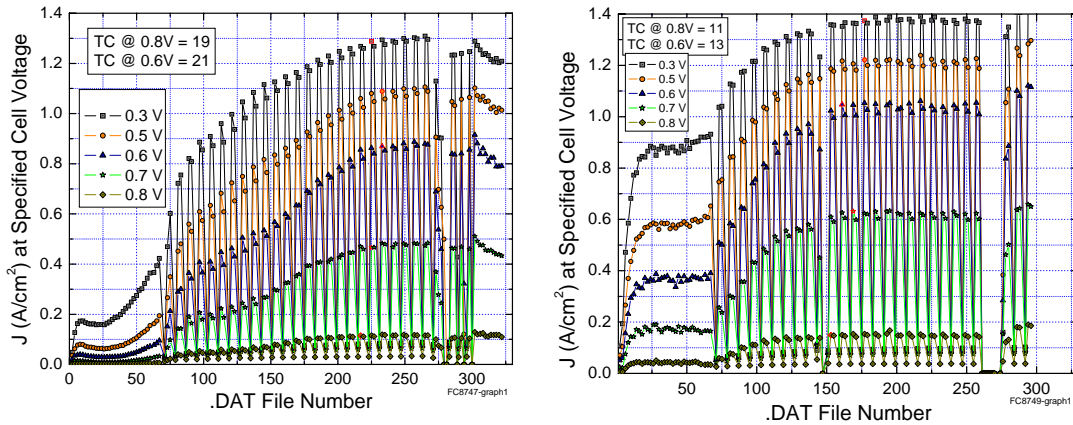 TC @ 0.8V = 19
TC @ 0.6V = 21
0.3 V
0.5 V
0.6 V
0.7 V
0.8 V
J (A/cm²) at Specified Cell Voltage
1.4
1.2
1.0
0.8
0.6
0.4
0.2
0.0
0 50 100 150 200 250 300
.DAT File Number
FC8747-graph1
TC @ 0.8V = 11
TC @ 0.6V = 13
0.3 V
0.5 V
0.6 V
0.7 V
0.8 V
J (A/cm²) at Specified Cell Voltage
1.4
1.2
1.0
0.8
0.6
0.4
0.2
0.0
50 100 150 200 250 300
.DAT File Number
FC8749-graph1